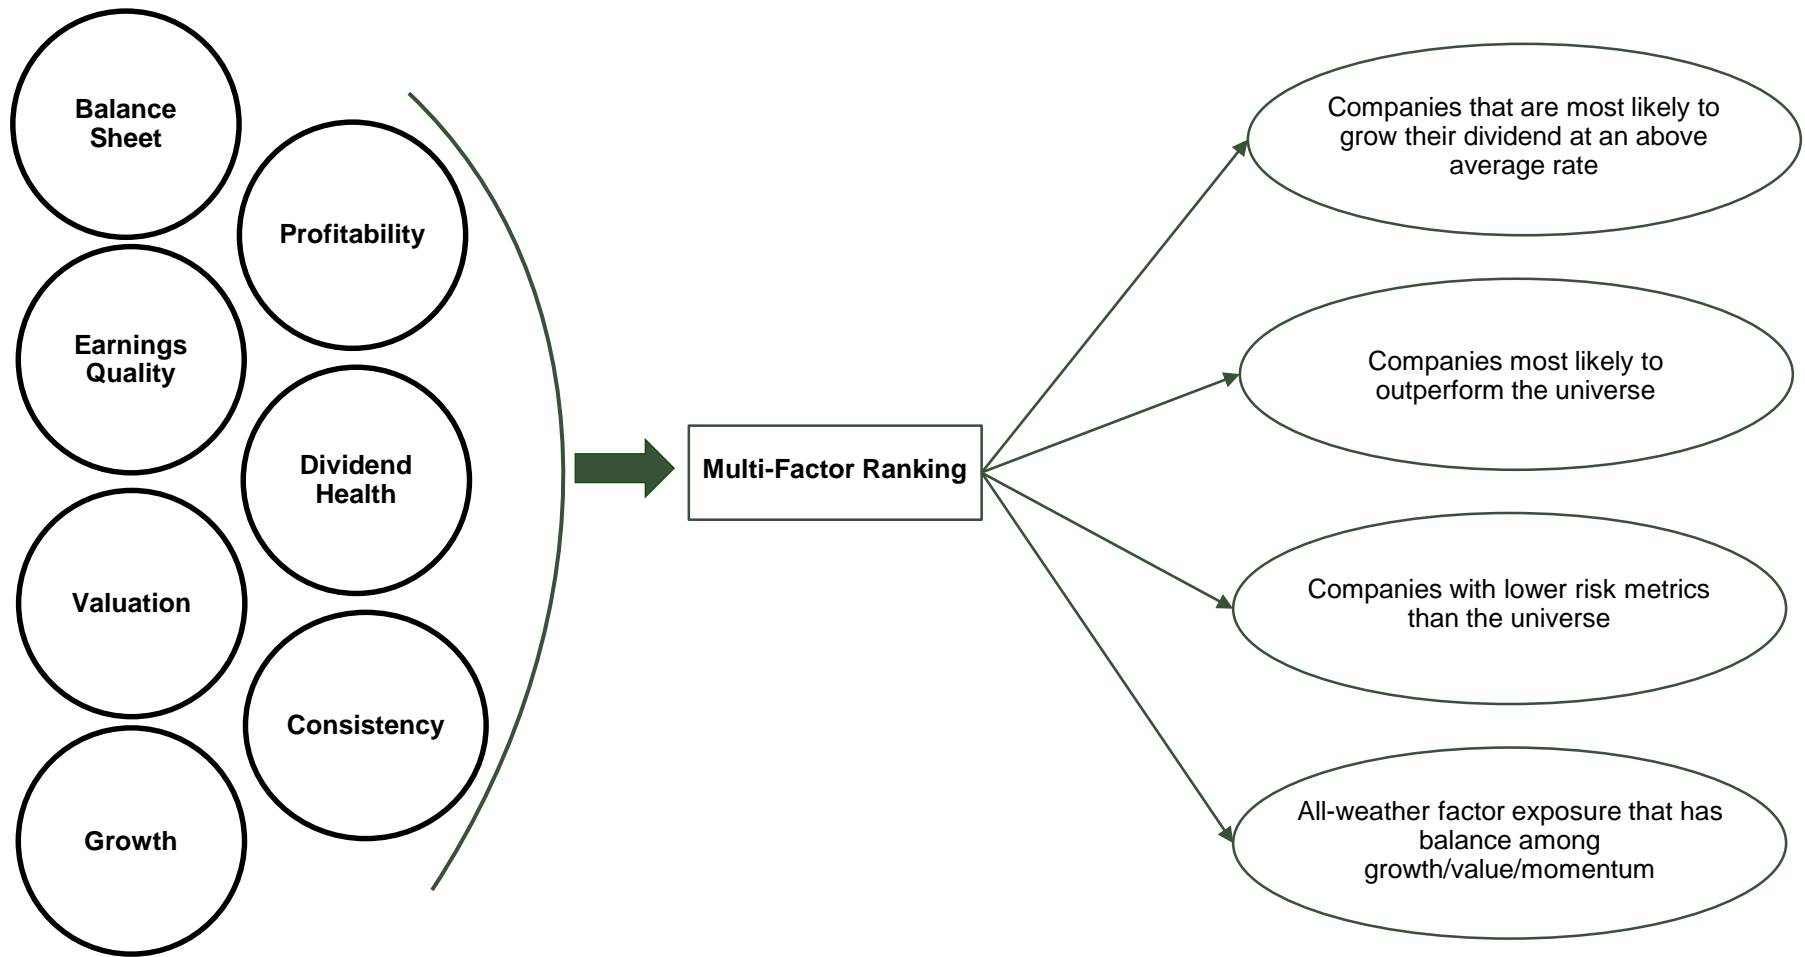 Balance
Sheet
Profitability
Earnings
Quality
Dividend
Health
Valuation
Consistency
Growth
Multi-Factor Ranking
Companies that are most likely to
grow their dividend at an above
average rate
Companies most likely to
outperform the universe
Companies with lower risk metrics
than the universe
All-weather factor exposure that has
balance among
growth/value/momentum